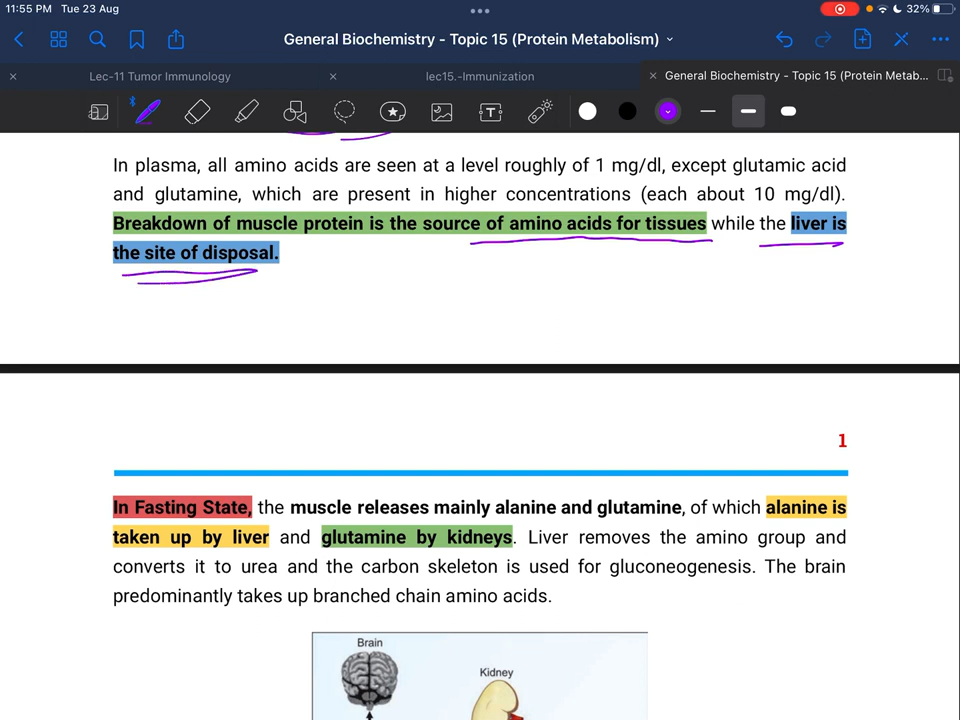 11:55 PM Tue 23 Aug
32%
General Biochemistry - Topic 15 (Protein Metabolism)
Lec-11 Tumor Immunology
lec15.-Immunization
General Biochemistry - Topic 15 (Protein Metab...
T
In plasma, all amino acids are seen at a level roughly of 1 mg/dl, except glutamic acid
and glutamine, which are present in higher concentrations (each about 10 mg/dl).
Breakdown of muscle protein is the source of amino acids for tissues while the liver is
the site of disposal.
1
In Fasting State, the muscle releases mainly alanine and glutamine, of which alanine is
taken up by liver and glutamine by kidneys. Liver removes the amino group and
converts it to urea and the carbon skeleton is used for gluconeogenesis. The brain
predominantly takes up branched chain amino acids.
Brain
Kidney